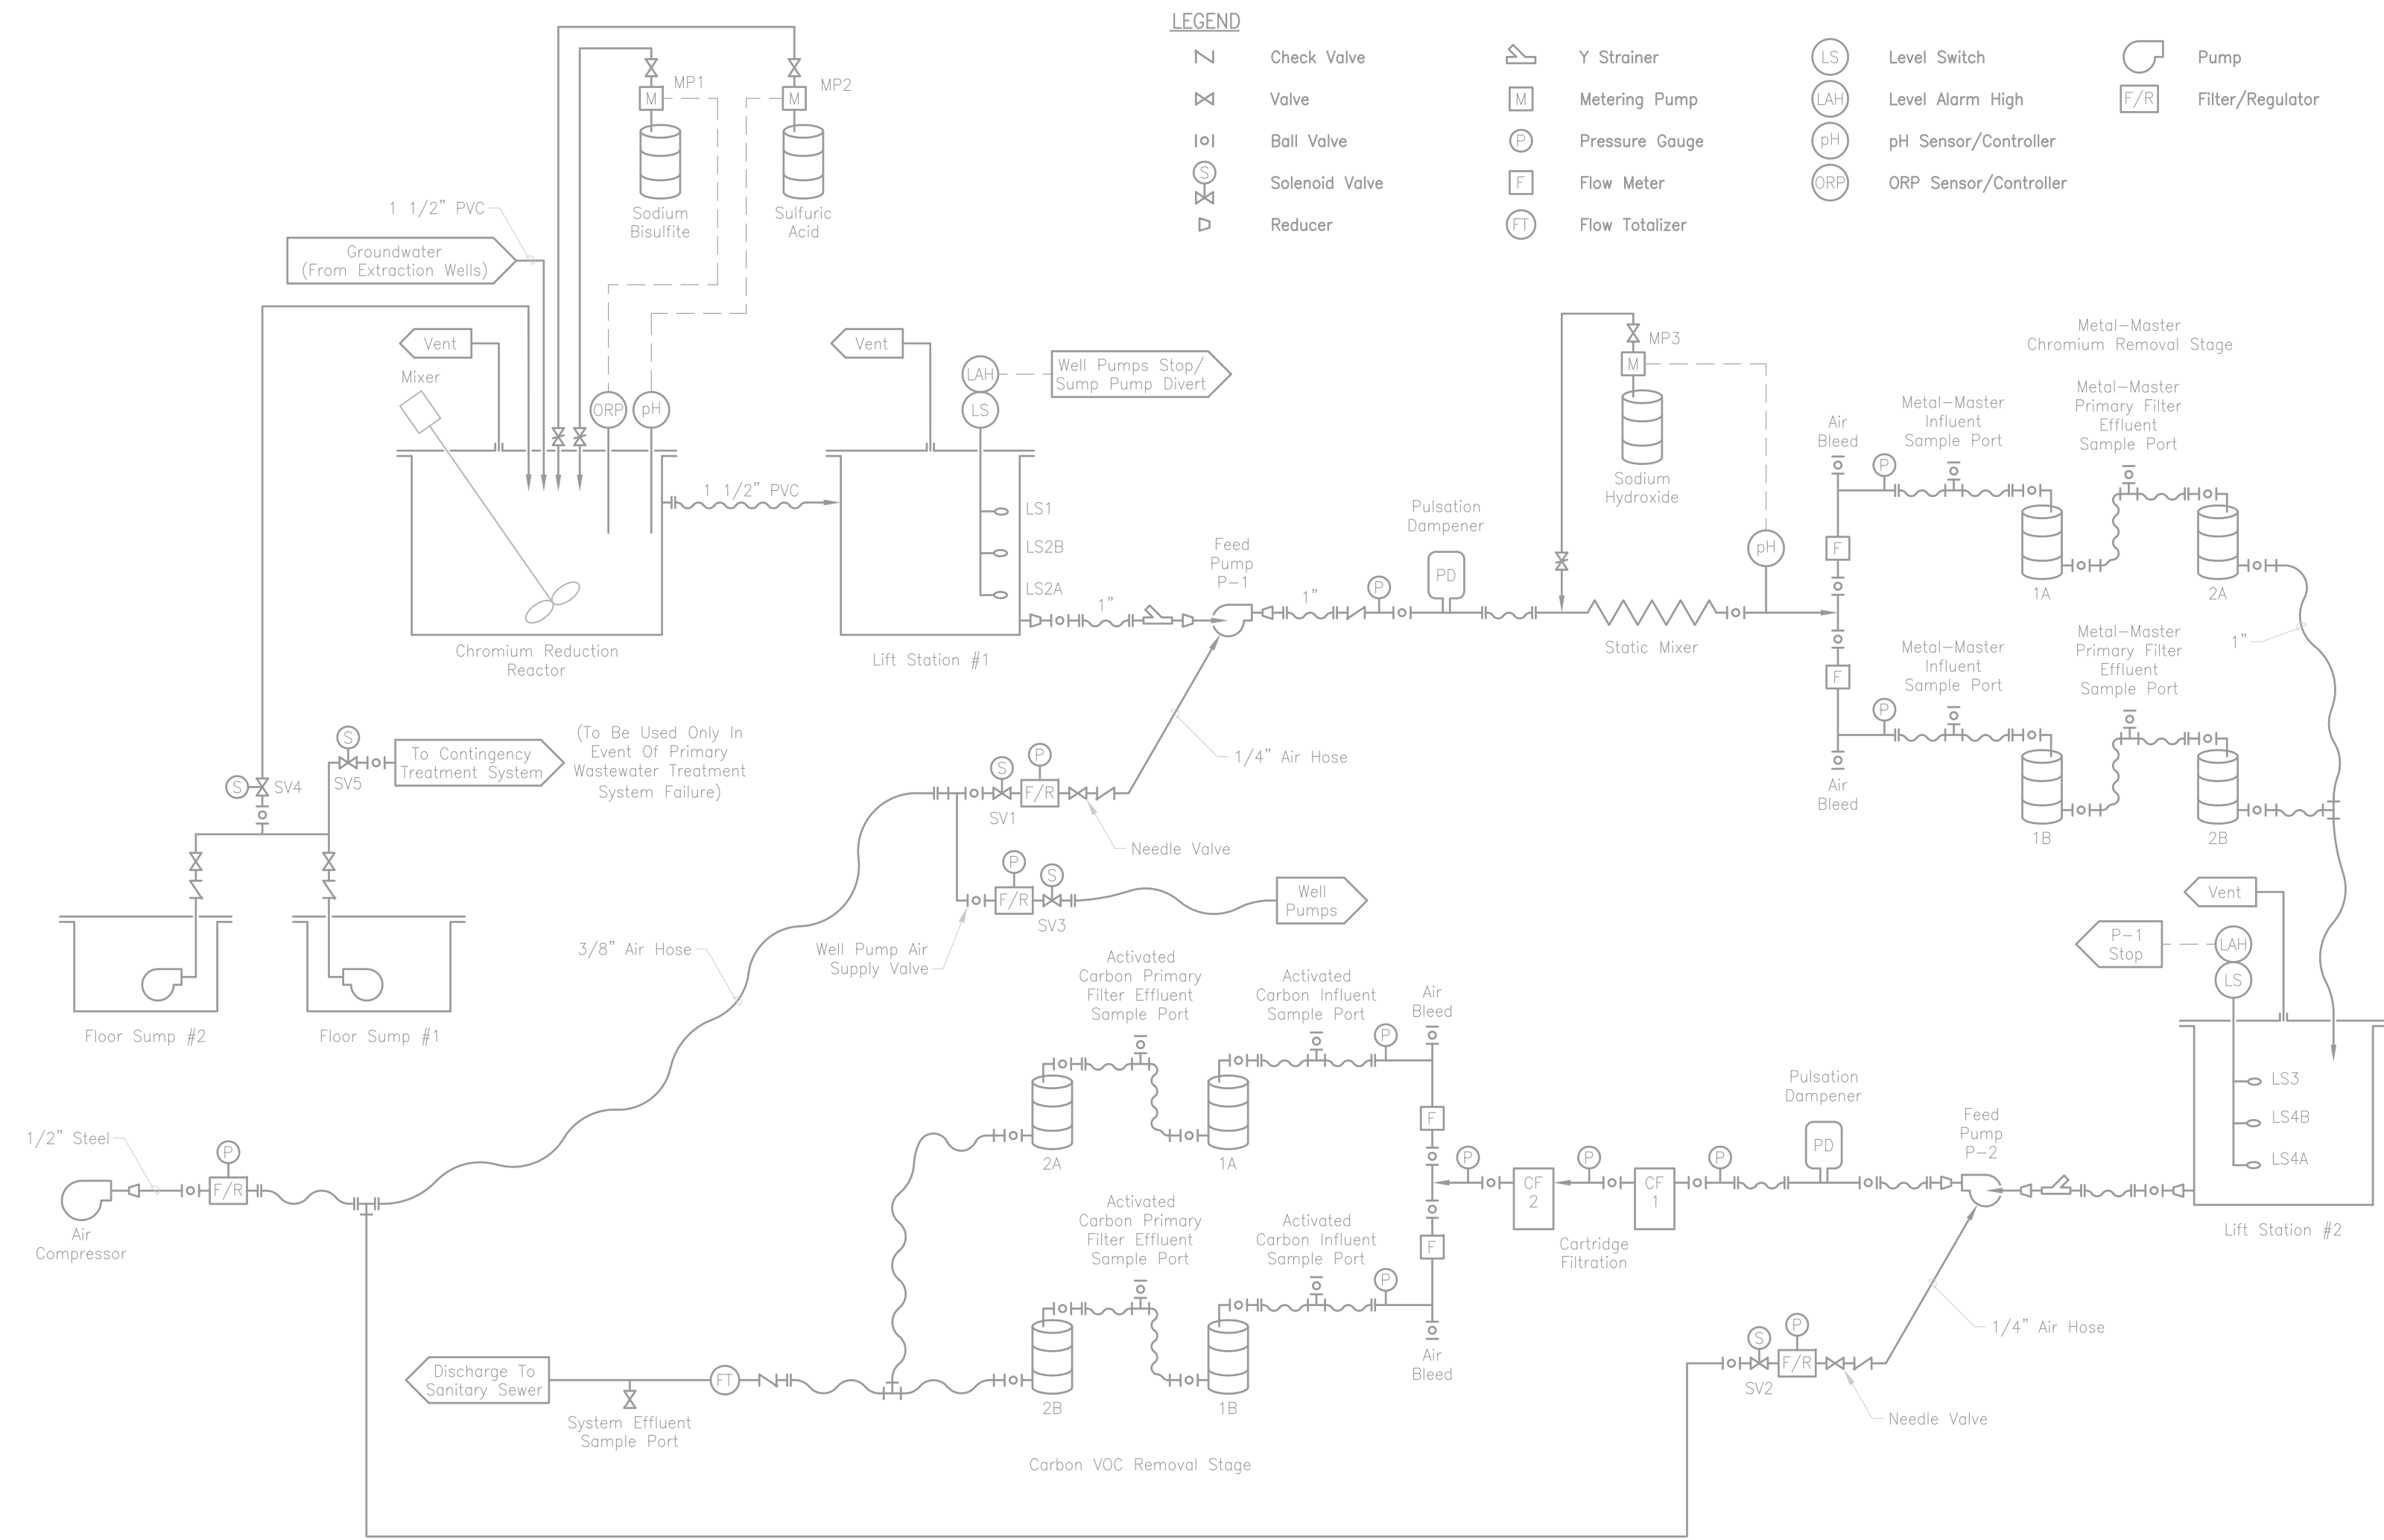 LEGEND
Check Valve
Valve
Ball Valve
S
Solenoid Valve
Reducer
Y Strainer
M
Metering Pump
P
Pressure Gauge
F
Flow Meter
FT
Flow Totalizer
LS
Level Switch
LAH
Level Alarm High
pH
pH Sensor/Controller
ORP
ORP Sensor/Controller
Pump
F/R
Filter/Regulator
MP1
M
MP2
M
Sodium
Bisulfite
Sulfuric
Acid
1 1/2" PVC
Groundwater
(From Extraction Wells)
Vent
Mixer
ORP
pH
1 1/2" PVC
Chromium Reduction
Reactor
Vent
LAH
LS
Well Pumps Stop/
Sump Pump Divert
LS1
LS2B
LS2A
Lift Station #1
1"
Feed
Pump
P-1
1"
P
Pulsation
Dampener
PD
MP3
M
Sodium
Hydroxide
Static Mixer
pH
Metal-Master
Chromium Removal Stage
Air
Bleed
P
Metal-Master
Influent
Sample Port
Metal-Master
Primary Filter
Effluent
Sample Port
F
1A
2A
F
P
Air
Bleed
Metal-Master
Influent
Sample Port
Metal-Master
Primary Filter
Effluent
Sample Port
1B
2B
1"
S
SV4
S
SV5
To Contingency
Treatment System
(To Be Used Only In
Event Of Primary
Wastewater Treatment
System Failure)
Floor Sump #2
Floor Sump #1
1/4" Air Hose
S
SV1
P
F/R
Needle Valve
P
F/R
S
SV3
Well
Pumps
Well Pump Air
Supply Valve
3/8" Air Hose
1/2" Steel
Air
Compressor
P
F/R
Activated
Carbon Primary
Filter Effluent
Sample Port
Activated
Carbon Influent
Sample Port
P
Air
Bleed
2A
1A
F
Activated
Carbon Primary
Filter Effluent
Sample Port
Activated
Carbon Influent
Sample Port
P
F
Air
Bleed
2B
1B
Discharge To
Sanitary Sewer
FT
System Effluent
Sample Port
Carbon VOC Removal Stage
P
CF
2
P
CF
1
P
Cartridge
Filtration
Pulsation
Dampener
PD
Feed
Pump
P-2
Vent
P-1
Stop
LAH
LS
LS3
LS4B
LS4A
Lift Station #2
1/4" Air Hose
S
SV2
P
F/R
Needle Valve